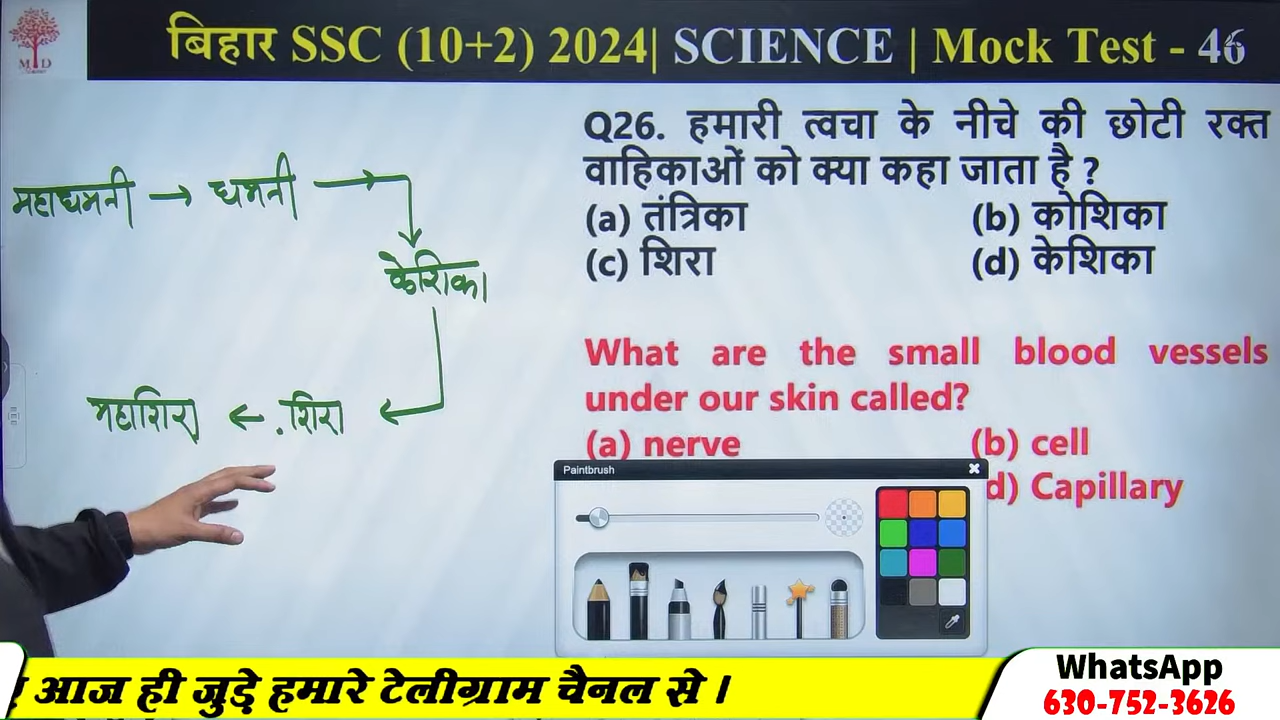 बिहार SSC (10+2) 2024| SCIENCE | Mock Test - 46
Q26. हमारी त्वचा के नीचे की छोटी रक्त
वाहिकाओं को क्या कहा जाता है ?
(a) तंत्रिका (b) कोशिका
(c) शिरा (d) केशिका
What are the small blood vessels
under our skin called?
(a) nerve (b) cell
d) Capillary
महाधमनी → धमनी
केशिका
महाशिरा ← शिरा
Paintbrush
आज ही जुड़े हमारे टेलीग्राम चैनल से ।
WhatsApp
630-752-3626